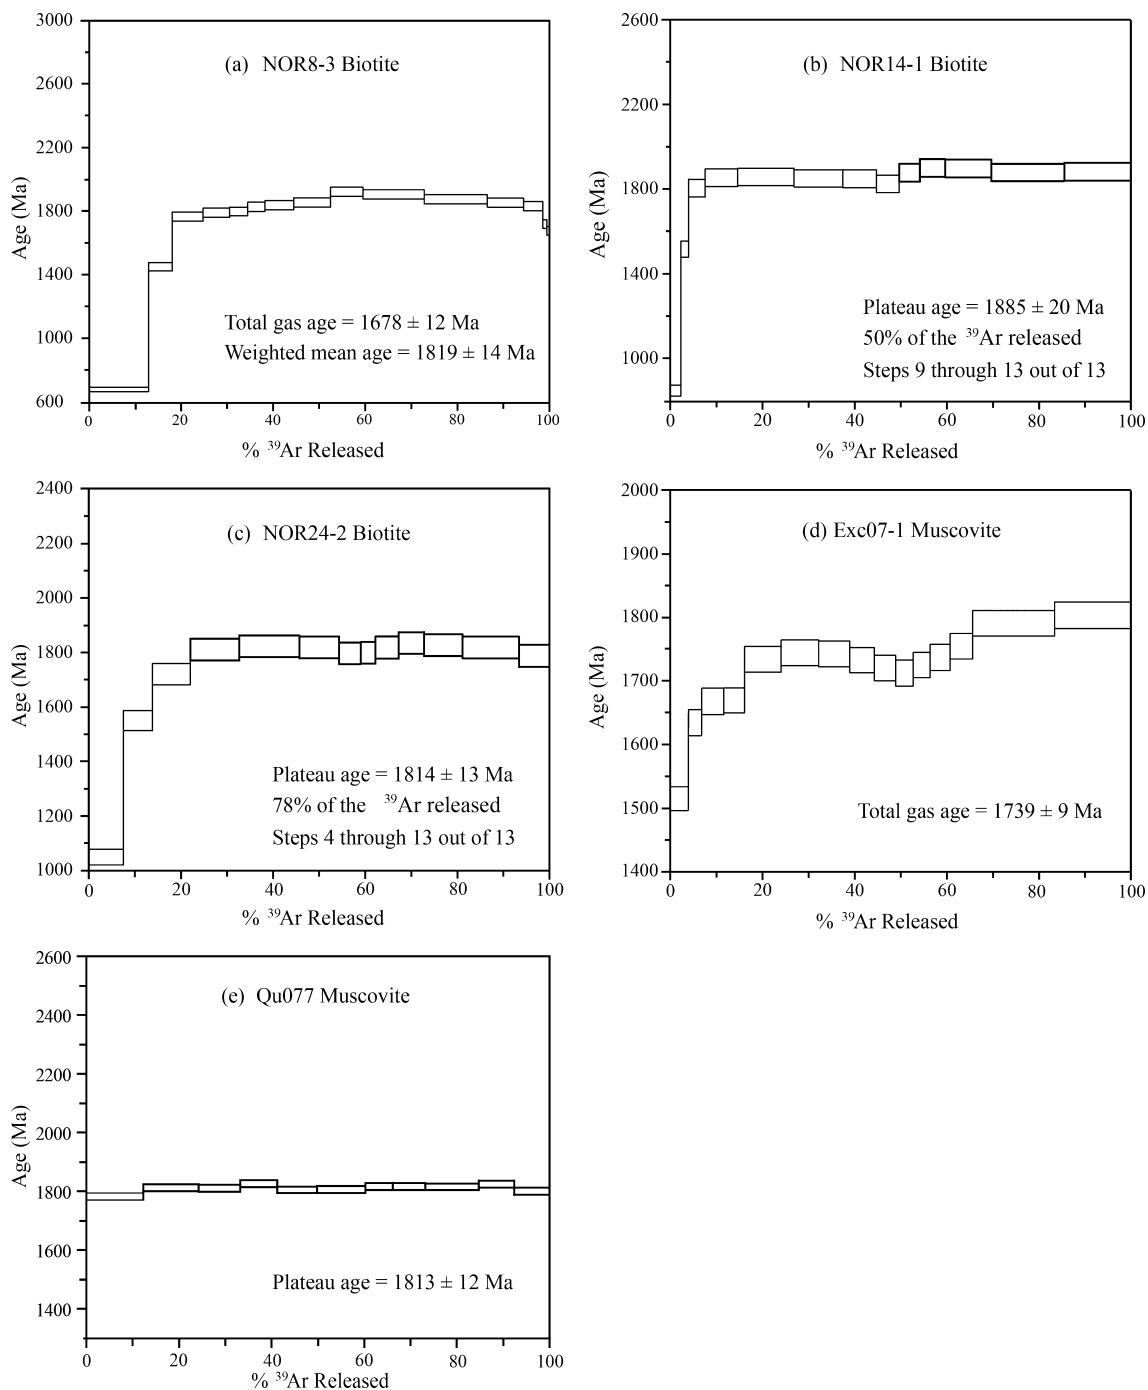 (a) NOR8-3 Biotite
3000
2600
2200
1800
1400
1000
600
Age (Ma)
Total gas age = 1678 ± 12 Ma
Weighted mean age = 1819 ± 14 Ma
0 20 40 60 80 100
% ³⁹Ar Released
(b) NOR14-1 Biotite
2600
2200
1800
1400
1000
Age (Ma)
Plateau age = 1885 ± 20 Ma
50% of the ³⁹Ar released
Steps 9 through 13 out of 13
0 20 40 60 80 100
% ³⁹Ar Released
(c) NOR24-2 Biotite
2400
2200
2000
1800
1600
1400
1200
1000
Age (Ma)
Plateau age = 1814 ± 13 Ma
78% of the ³⁹Ar released
Steps 4 through 13 out of 13
0 20 40 60 80 100
% ³⁹Ar Released
(d) Exc07-1 Muscovite
2000
1900
1800
1700
1600
1500
1400
Age (Ma)
Total gas age = 1739 ± 9 Ma
0 20 40 60 80 100
% ³⁹Ar Released
(e) Qu077 Muscovite
2600
2400
2200
2000
1800
1600
1400
Age (Ma)
Plateau age = 1813 ± 12 Ma
0 20 40 60 80 100
% ³⁹Ar Released